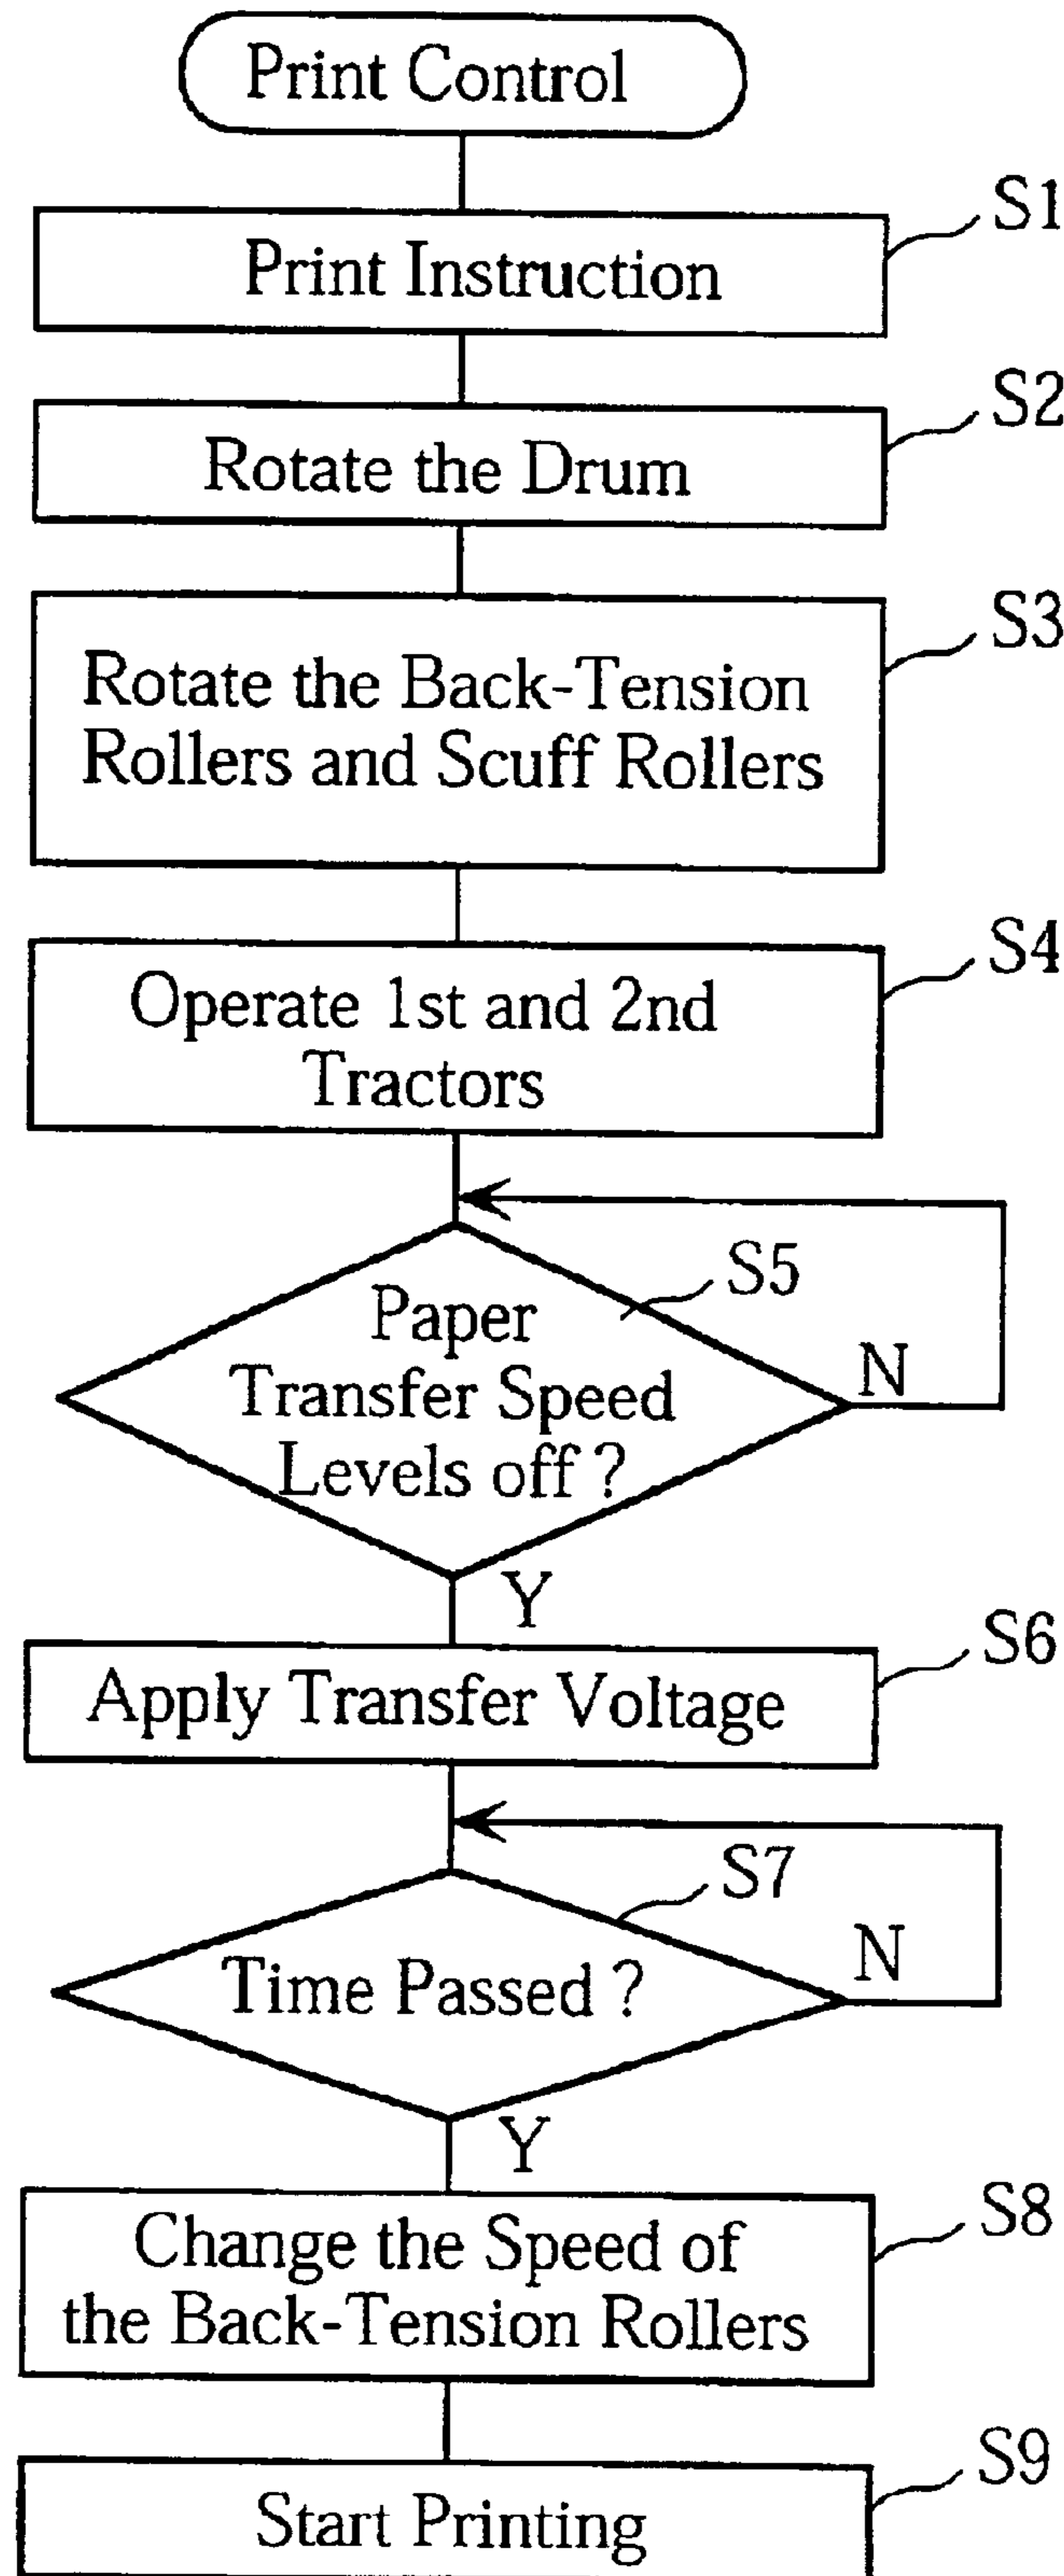 Print Control
S1
Print Instruction
S2
Rotate the Drum
S3
Rotate the Back-Tension
Rollers and Scuff Rollers
S4
Operate 1st and 2nd
Tractors
S5
Paper
Transfer Speed
Levels off ?
N
Y
S6
Apply Transfer Voltage
S7
Time Passed ?
N
Y
S8
Change the Speed of
the Back-Tension Rollers
S9
Start Printing